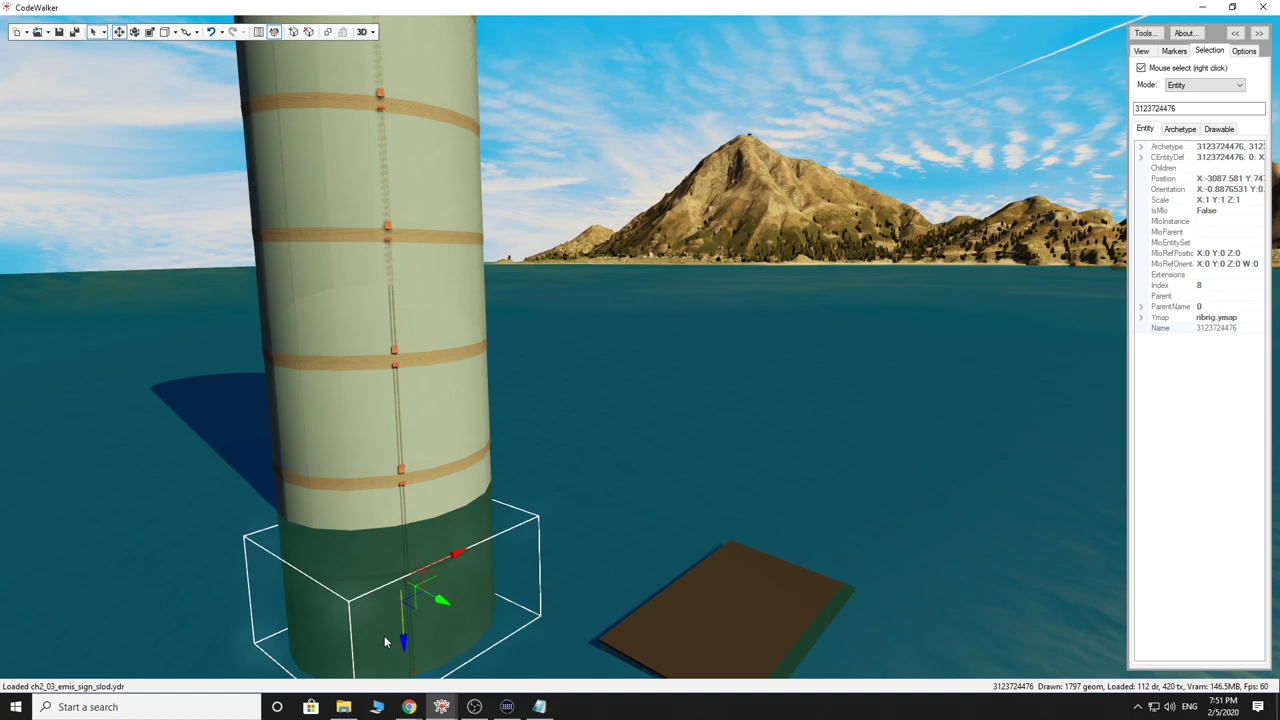 CodeWalker
3D
Tools... About... << >>
View Markers Selection Options
Mouse select (right click)
Mode: Entity
3123724476
Entity Archetype Drawable
Archetype 3123724476, 312
CEntityDef 3123724476: 0: X
Children
Position X:-3087.581 Y:74
Orientation X:-0.8876531 Y:0.
Scale X:1 Y:1 Z:1
IsMlo False
MloInstance
MloParent
MloEntitySet
MloRefPositic X:0 Y:0 Z:0
MloRefOrient X:0 Y:0 Z:0 W:0
Extensions
Index 8
Parent
ParentName 0
Ymap ribrig.ymap
Name 3123724476
Loaded ch2_03_emis_sign_slod.ydr
3123724476 Drawn: 1797 geom, Loaded: 112 dr, 420 tx, Vram: 146.5MB, Fps: 60
Start a search
ENG
7:51 PM
2/5/2020